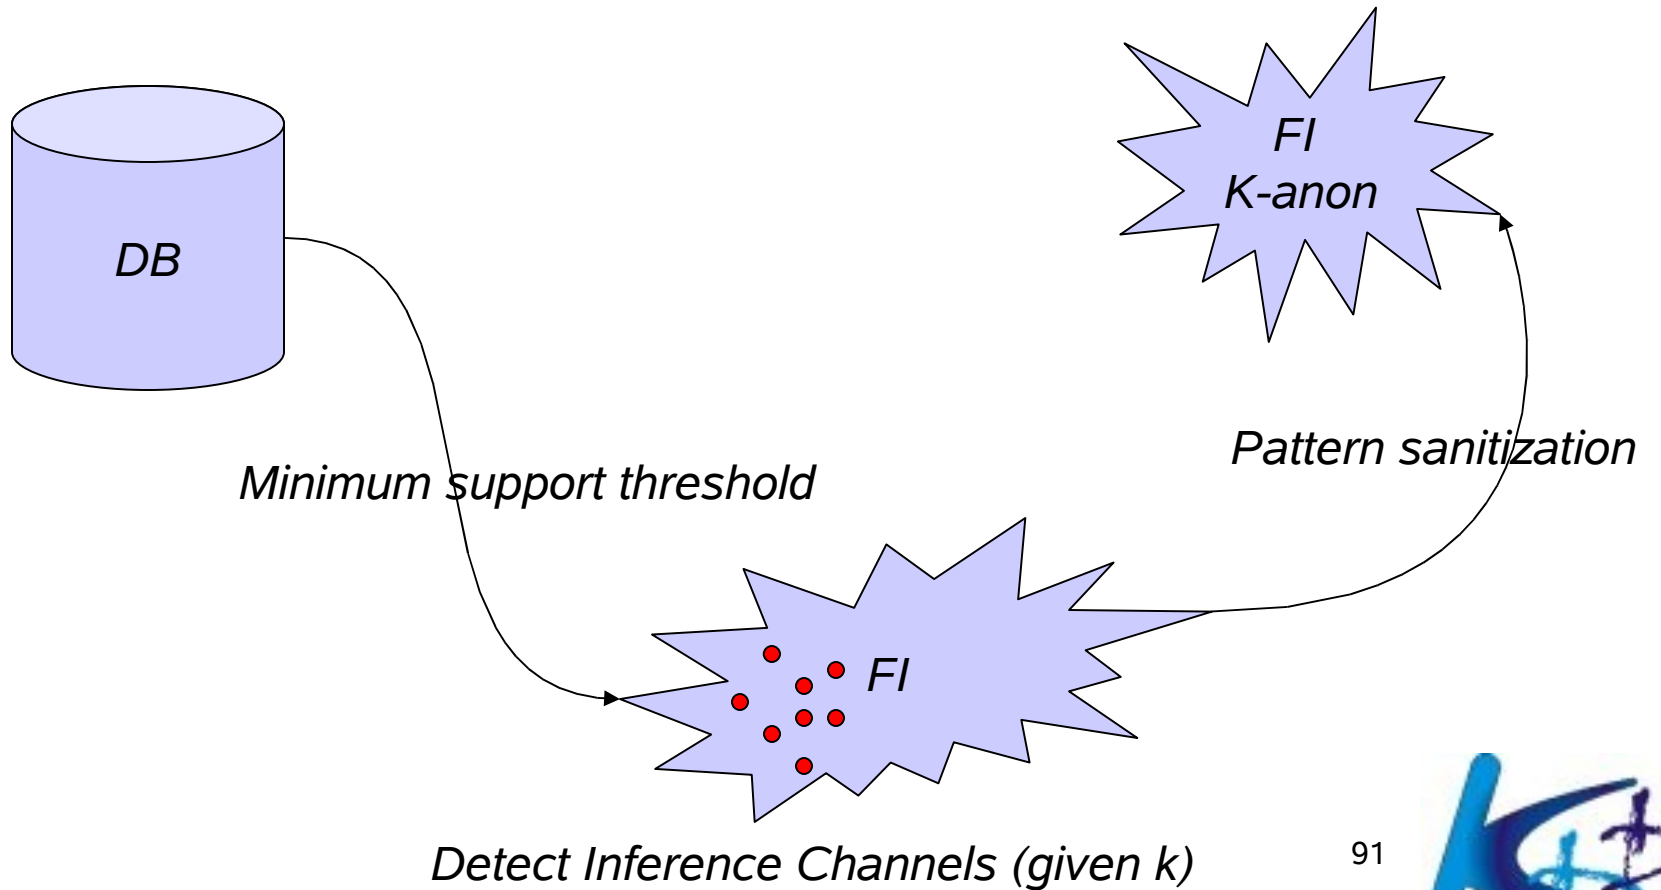 FI
K-anon
DB
Pattern sanitization
Minimum support threshold
FI
Detect Inference Channels (given k)
91